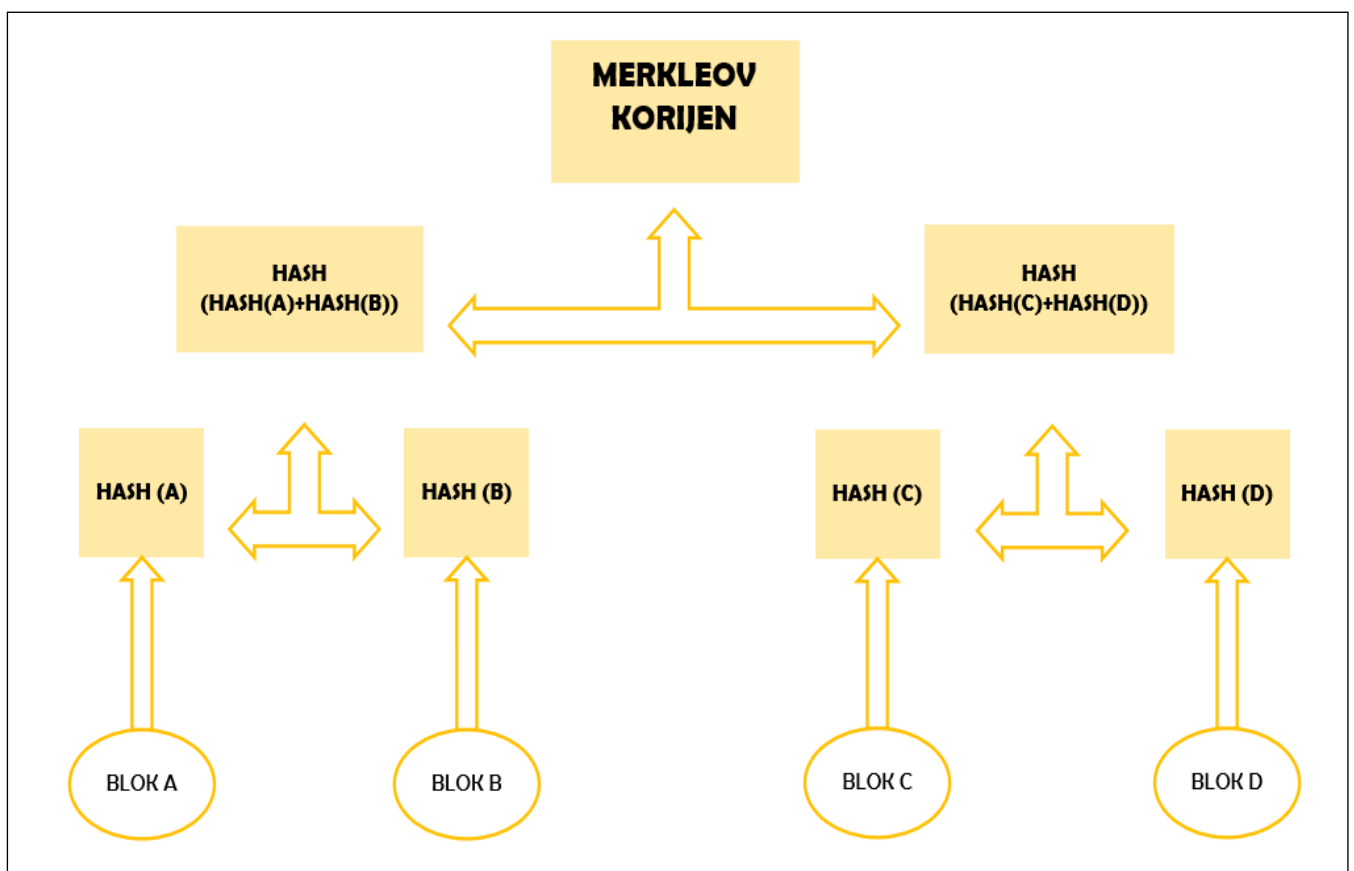 MERKLEOV
KORIJEN
HASH
(HASH(A)+HASH(B))
HASH
(HASH(C)+HASH(D))
HASH (A)
HASH (B)
HASH (C)
HASH (D)
BLOK A
BLOK B
BLOK C
BLOK D